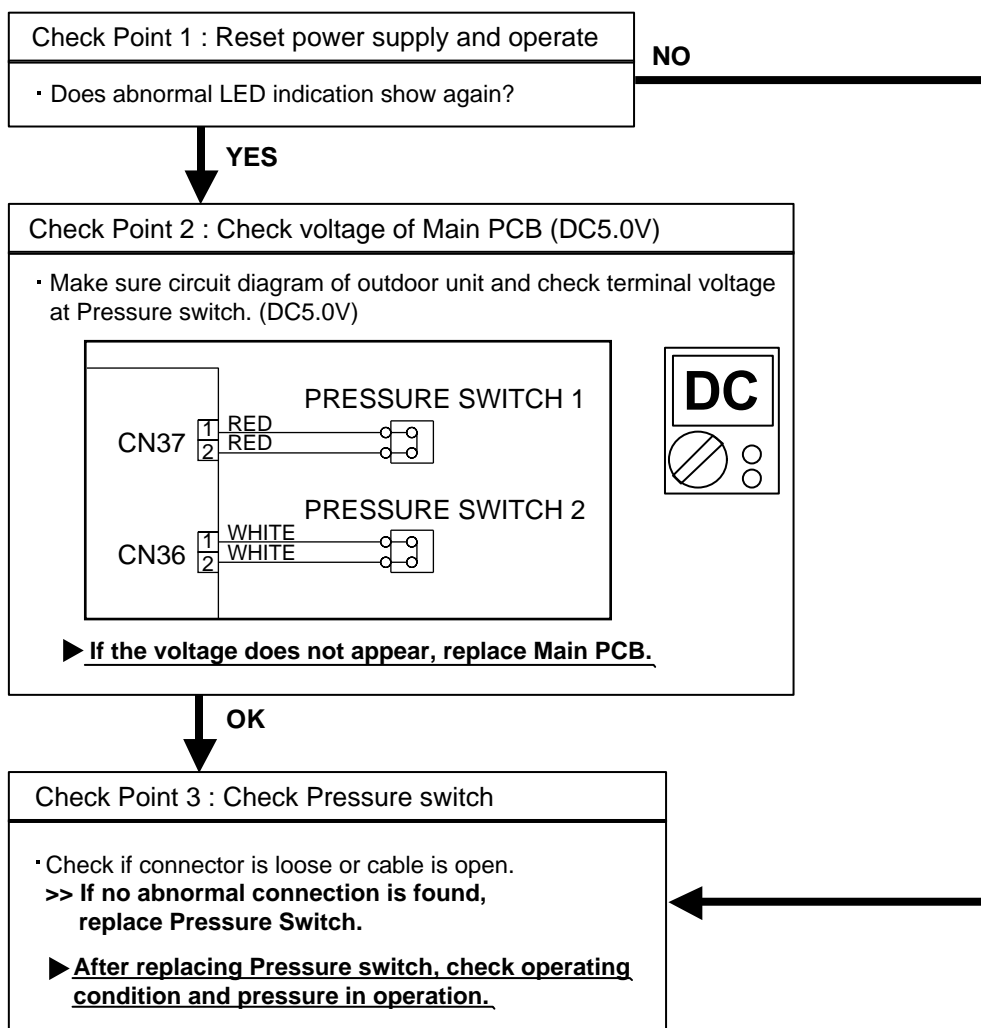 Check Point 1 : Reset power supply and operate
NO
· Does abnormal LED indication show again?
YES
Check Point 2 : Check voltage of Main PCB (DC5.0V)
· Make sure circuit diagram of outdoor unit and check terminal voltage
at Pressure switch. (DC5.0V)
DC
PRESSURE SWITCH 1
CN37 1 RED
2 RED
PRESSURE SWITCH 2
CN36 1 WHITE
2 WHITE
▶ If the voltage does not appear, replace Main PCB.
OK
Check Point 3 : Check Pressure switch
· Check if connector is loose or cable is open.
>> If no abnormal connection is found,
replace Pressure Switch.
▶ After replacing Pressure switch, check operating
condition and pressure in operation.